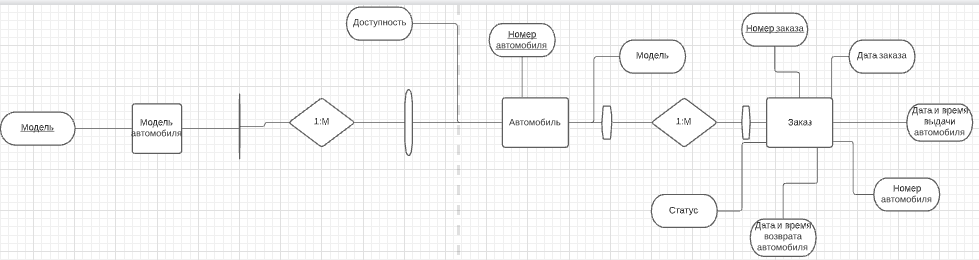 Доступность
Номер
автомобиля
Номер заказа
Модель
Дата заказа
Модель
Модель
автомобиля
1:М
Автомобиль
1:М
Заказ
Дата и время
выдачи
автомобиля
Номер
автомобиля
Статус
Дата и время
возврата
автомобиля